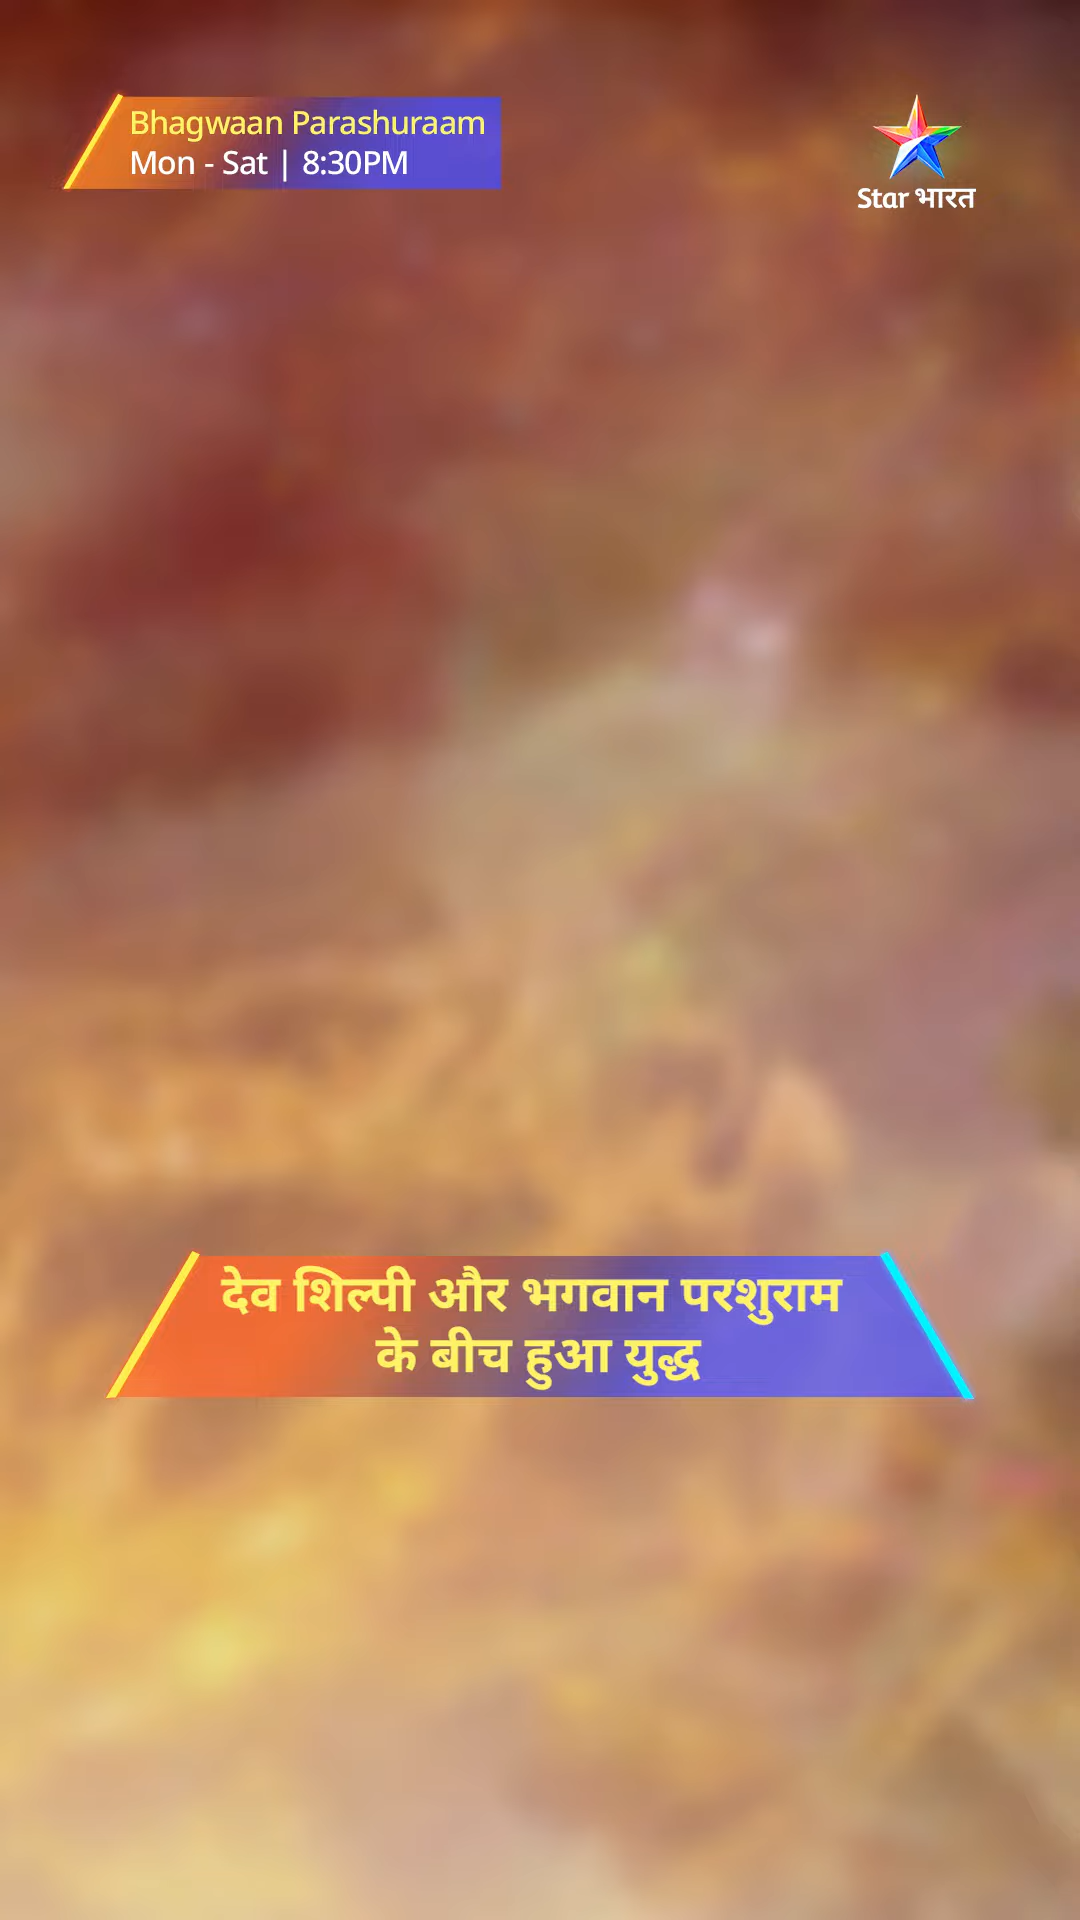 Bhagwaan Parashuraam
Mon - Sat | 8:30PM
Star भारत
देव शिल्पी और भगवान परशुराम
के बीच हुआ युद्ध